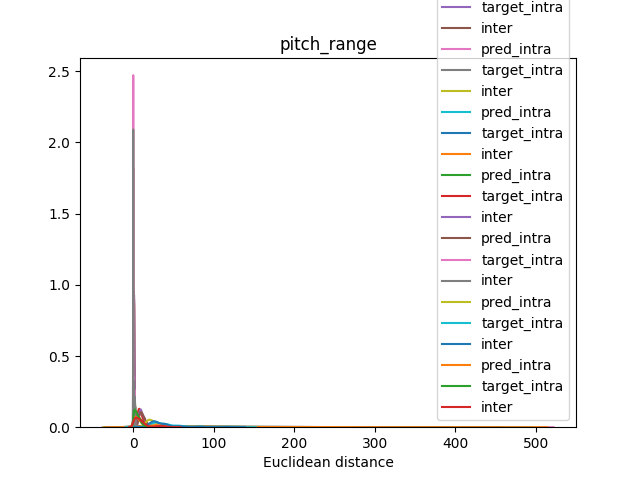 target_intra
inter
pitch_range
pred_intra
target_intra
inter
pred_intra
target_intra
inter
pred_intra
target_intra
inter
pred_intra
target_intra
inter
pred_intra
target_intra
inter
pred_intra
target_intra
inter
2.5
2.0
1.5
1.0
0.5
0.0
0
100
200
300
400
500
Euclidean distance